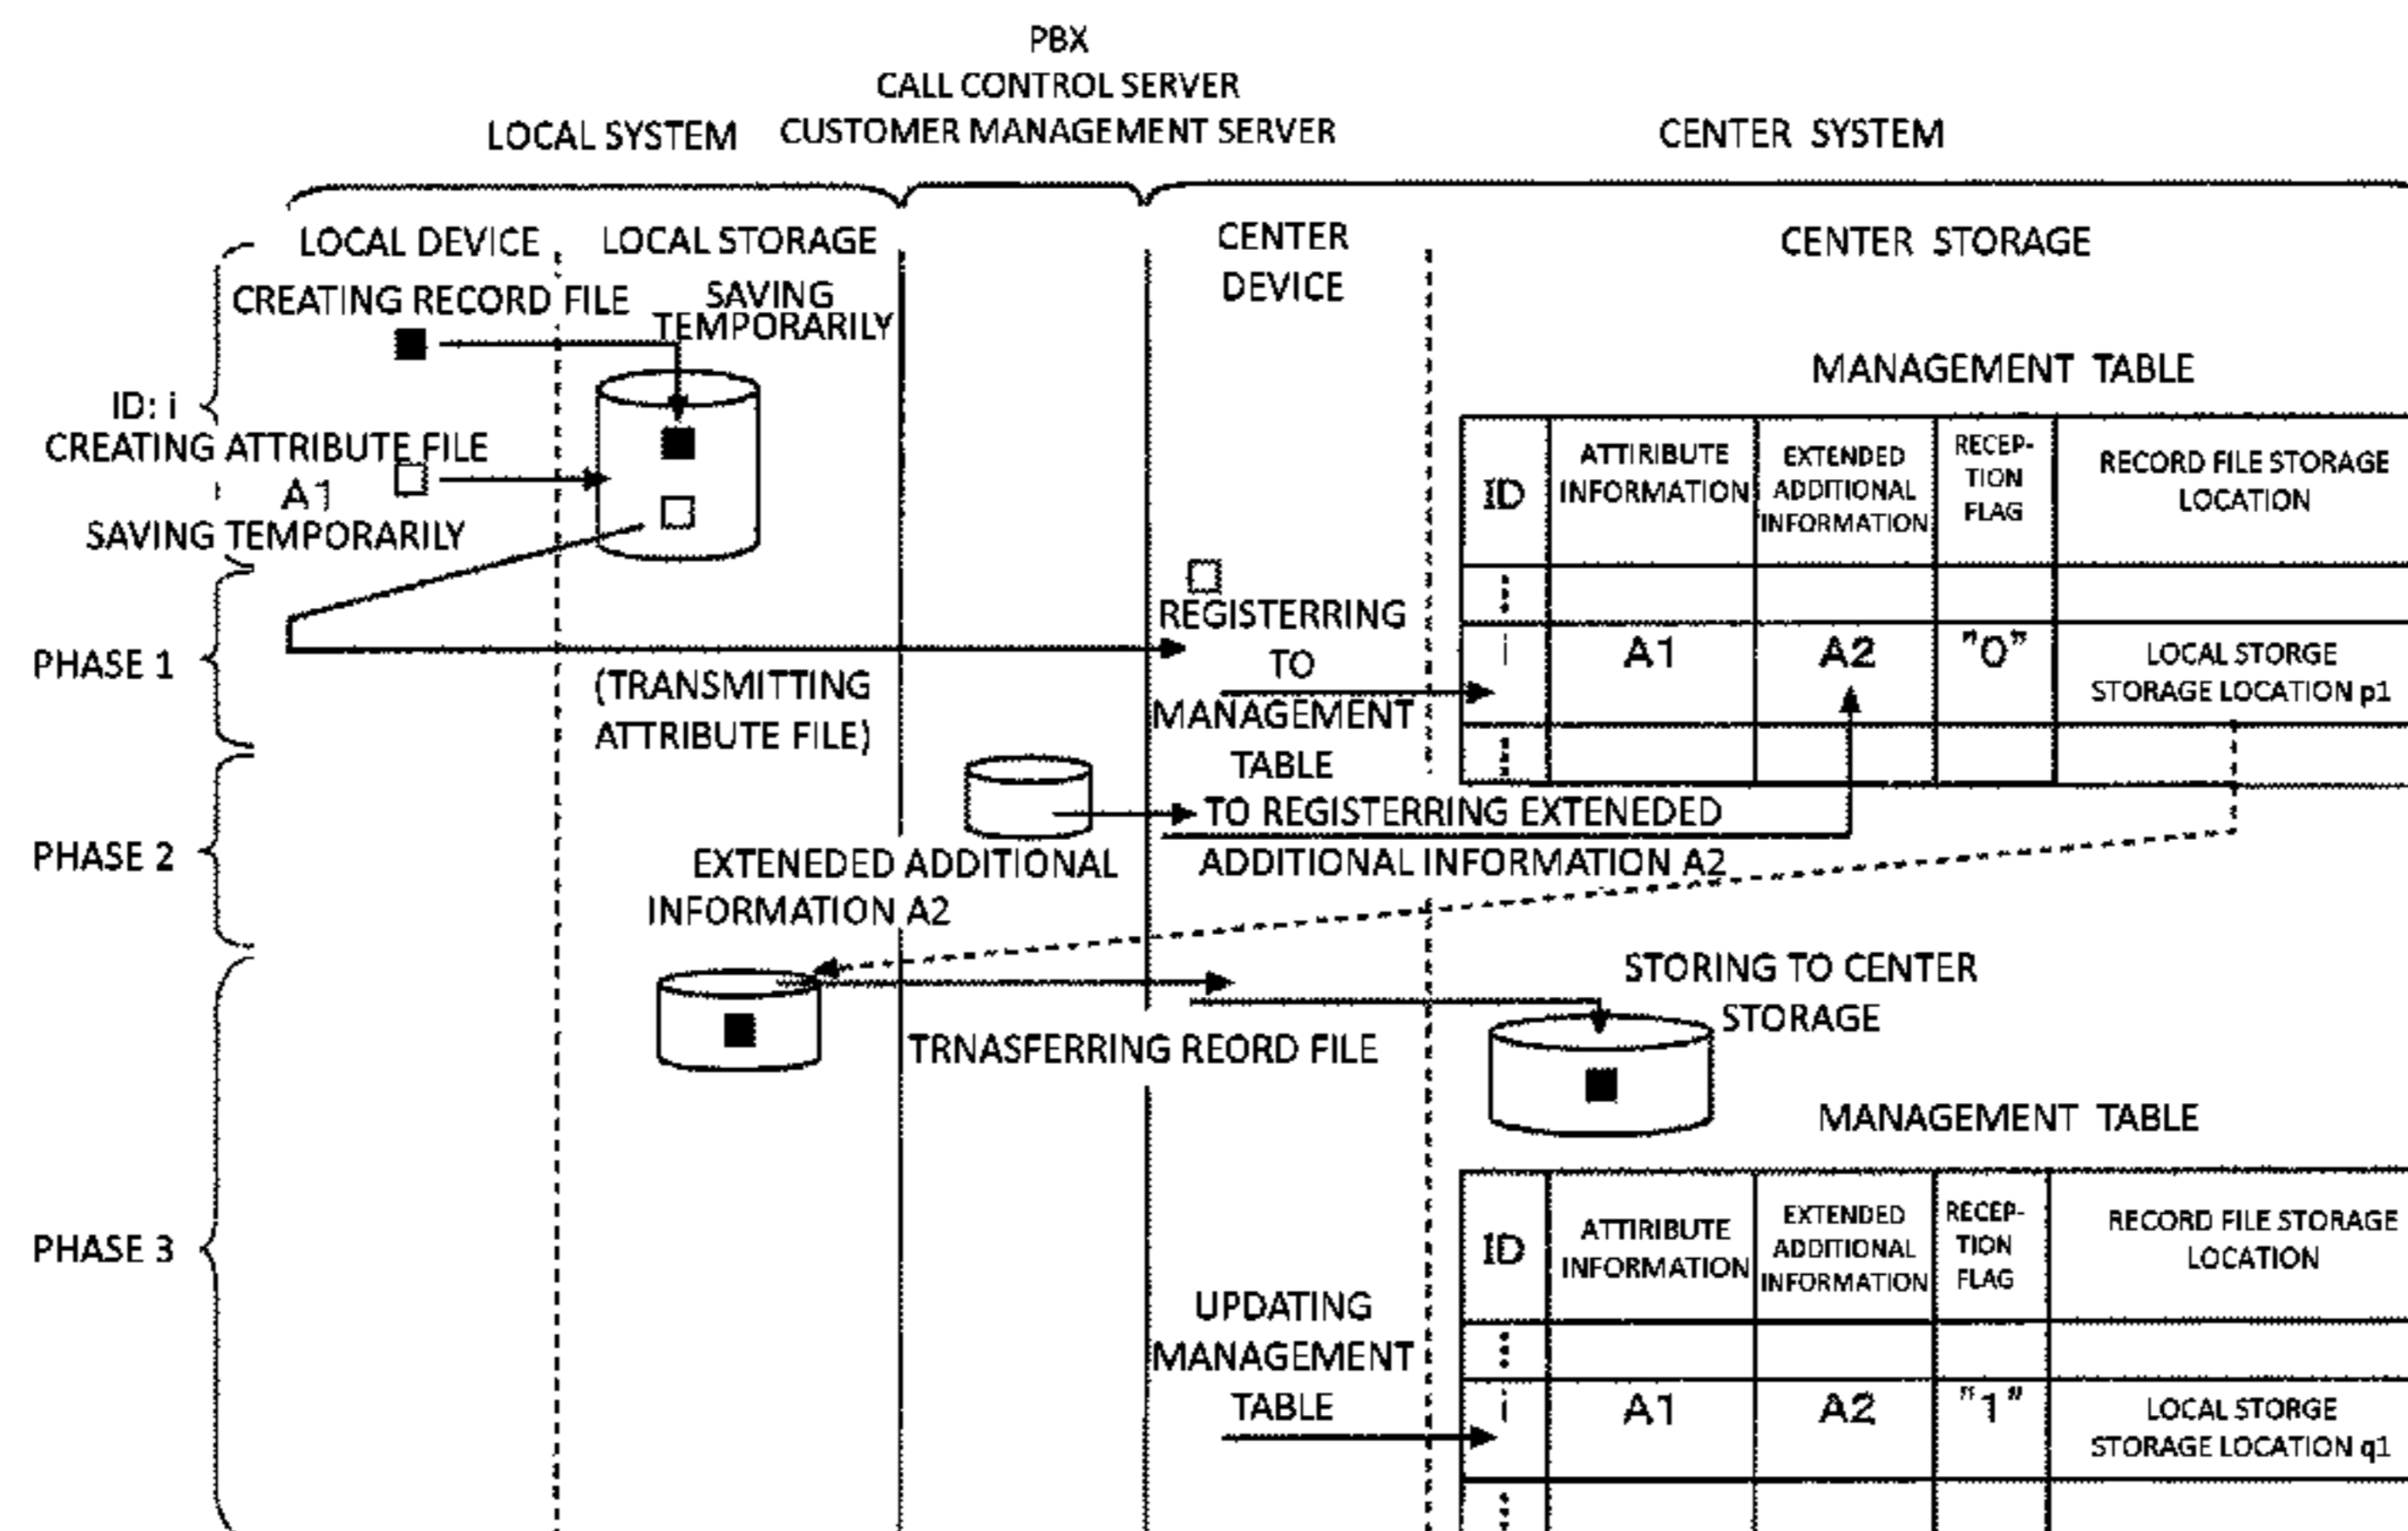 PBX
CALL CONTROL SERVER
LOCAL SYSTEM
CUSTOMER MANAGEMENT SERVER
CENTER SYSTEM
LOCAL DEVICE
LOCAL STORAGE
CENTER
DEVICE
CENTER STORAGE
CREATING RECORD FILE
SAVING
TEMPORARILY
ID: i
CREATING ATTRIBUTE FILE
A1
SAVING TEMPORARILY
MANAGEMENT TABLE
ID
ATTIRIBUTE
INFORMATION
EXTENDED
ADDITIONAL
INFORMATION
RECEP-
TION
FLAG
RECORD FILE STORAGE
LOCATION
i
A1
A2
"0"
LOCAL STORGE
STORAGE LOCATION p1
PHASE 1
(TRANSMITTING
ATTRIBUTE FILE)
REGISTERRING
TO
MANAGEMENT
TABLE
PHASE 2
TO REGISTERRING EXTENEDED
ADDITIONAL INFORMATION A2
EXTENEDED ADDITIONAL
INFORMATION A2
PHASE 3
TRNASFERRING REORD FILE
STORING TO CENTER
STORAGE
MANAGEMENT TABLE
ID
ATTIRIBUTE
INFORMATION
EXTENDED
ADDITIONAL
INFORMATION
RECEP-
TION
FLAG
RECORD FILE STORAGE
LOCATION
UPDATING
MANAGEMENT
TABLE
i
A1
A2
"1"
LOCAL STORGE
STORAGE LOCATION q1